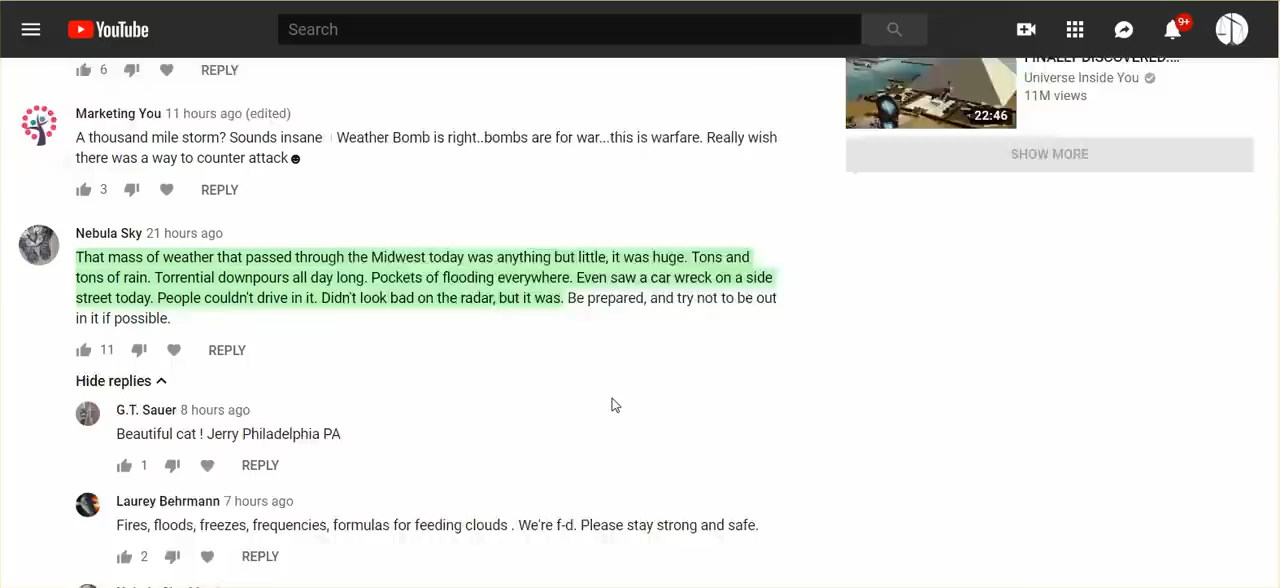 YouTube
Search
9+
6 REPLY
FINALLY DISCOVERED....
Universe Inside You
11M views
22:46
SHOW MORE
Marketing You 11 hours ago (edited)
A thousand mile storm? Sounds insane Weather Bomb is right..bombs are for war...this is warfare. Really wish
there was a way to counter attack
3 REPLY
Nebula Sky 21 hours ago
That mass of weather that passed through the Midwest today was anything but little, it was huge. Tons and
tons of rain. Torrential downpours all day long. Pockets of flooding everywhere. Even saw a car wreck on a side
street today. People couldn't drive in it. Didn't look bad on the radar, but it was. Be prepared, and try not to be out
in it if possible.
11 REPLY
Hide replies
G.T. Sauer 8 hours ago
Beautiful cat ! Jerry Philadelphia PA
1 REPLY
Laurey Behrmann 7 hours ago
Fires, floods, freezes, frequencies, formulas for feeding clouds . We're f-d. Please stay strong and safe.
2 REPLY